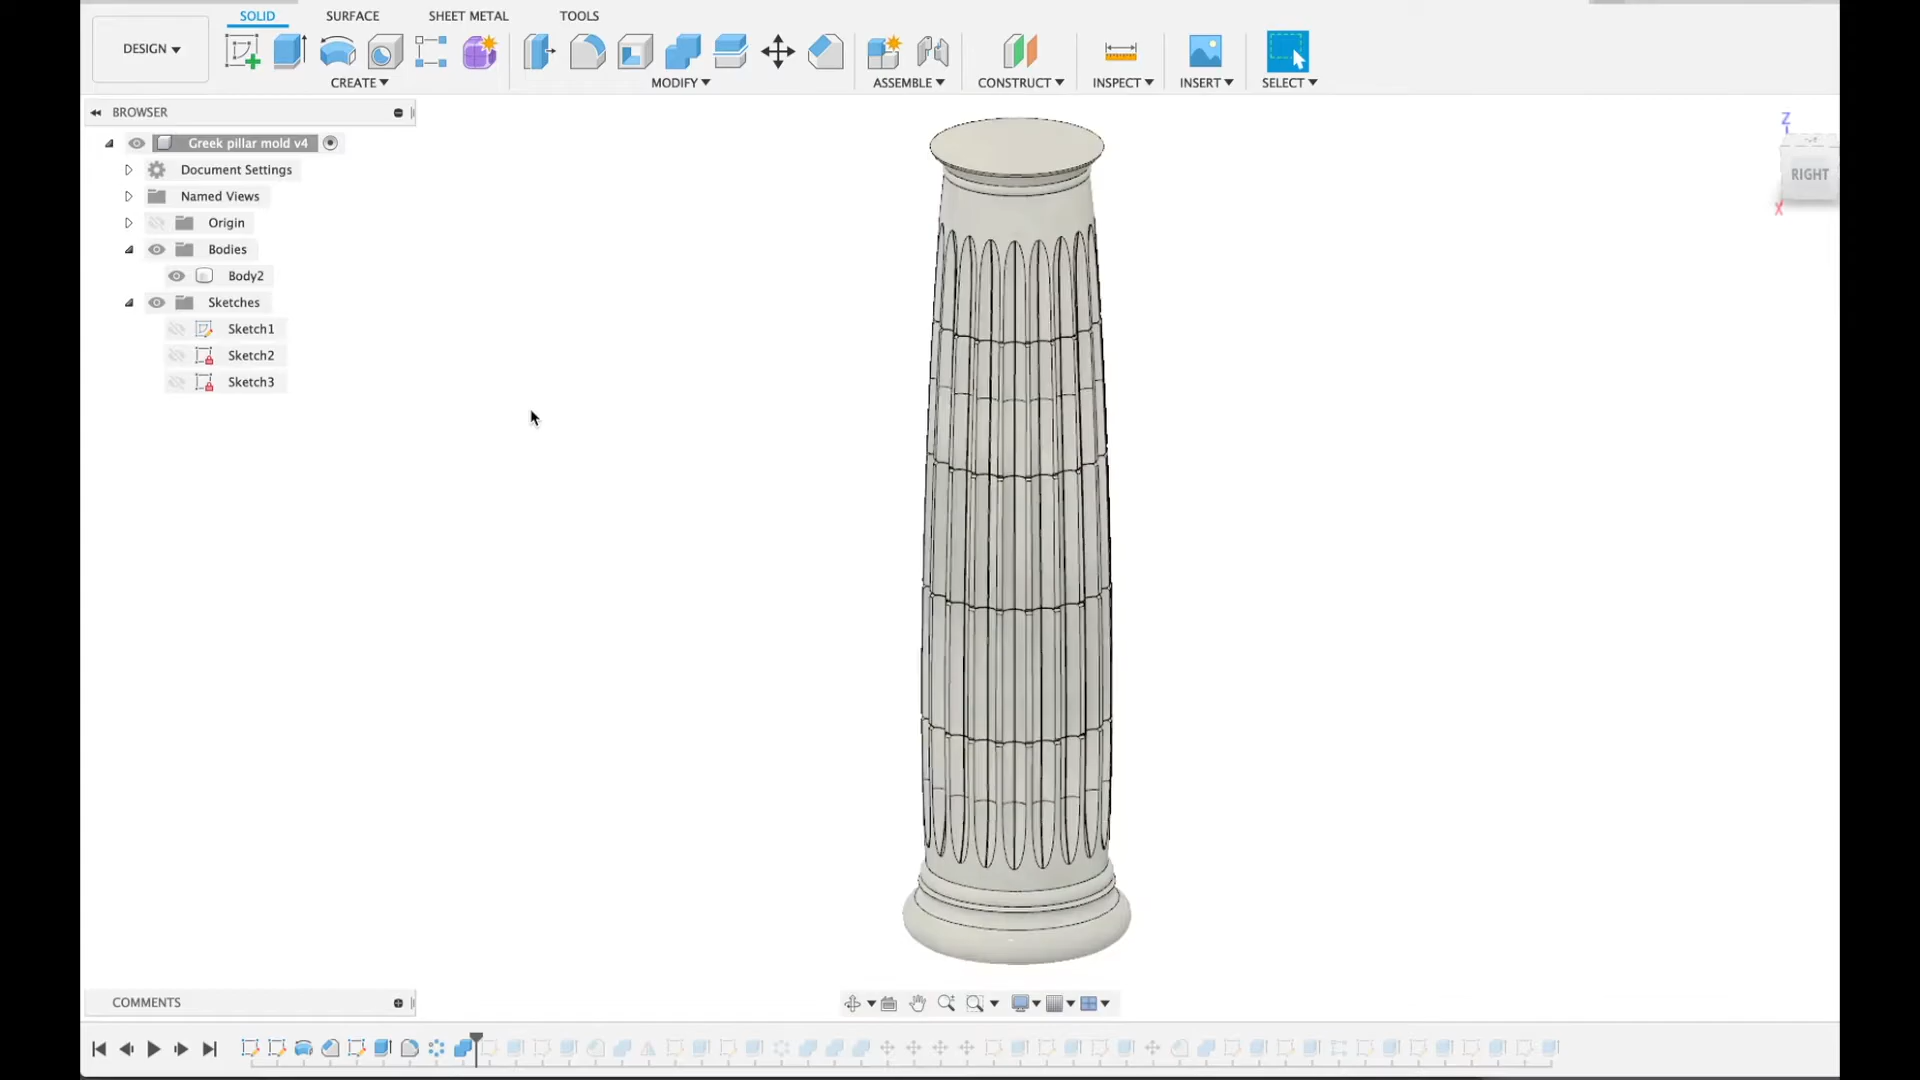 SOLID SURFACE SHEET METAL TOOLS
DESIGN
CREATE MODIFY ASSEMBLE CONSTRUCT INSPECT INSERT SELECT
BROWSER
Greek pillar mold v4
Document Settings
Named Views
Origin
Bodies
Body2
Sketches
Sketch1
Sketch2
Sketch3
Z
RIGHT
X
COMMENTS